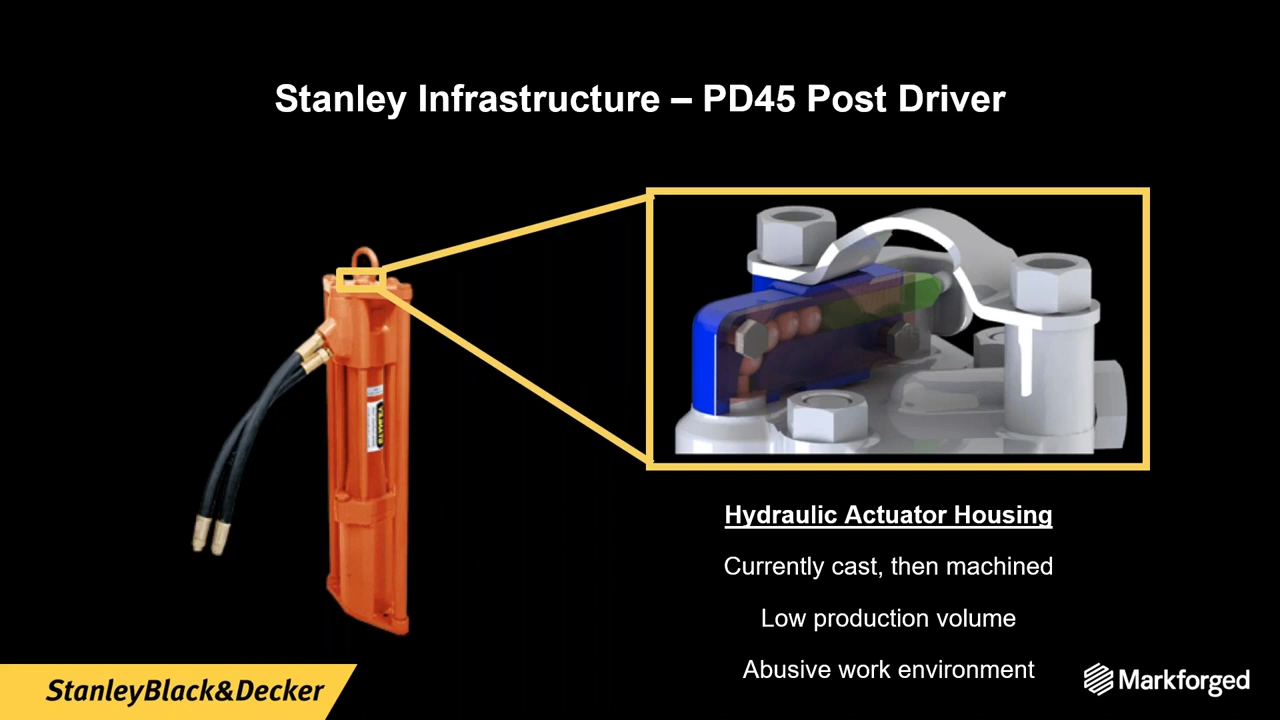 Stanley Infrastructure – PD45 Post Driver
Hydraulic Actuator Housing
Currently cast, then machined
Low production volume
Abusive work environment
StanleyBlack&Decker
Markforged